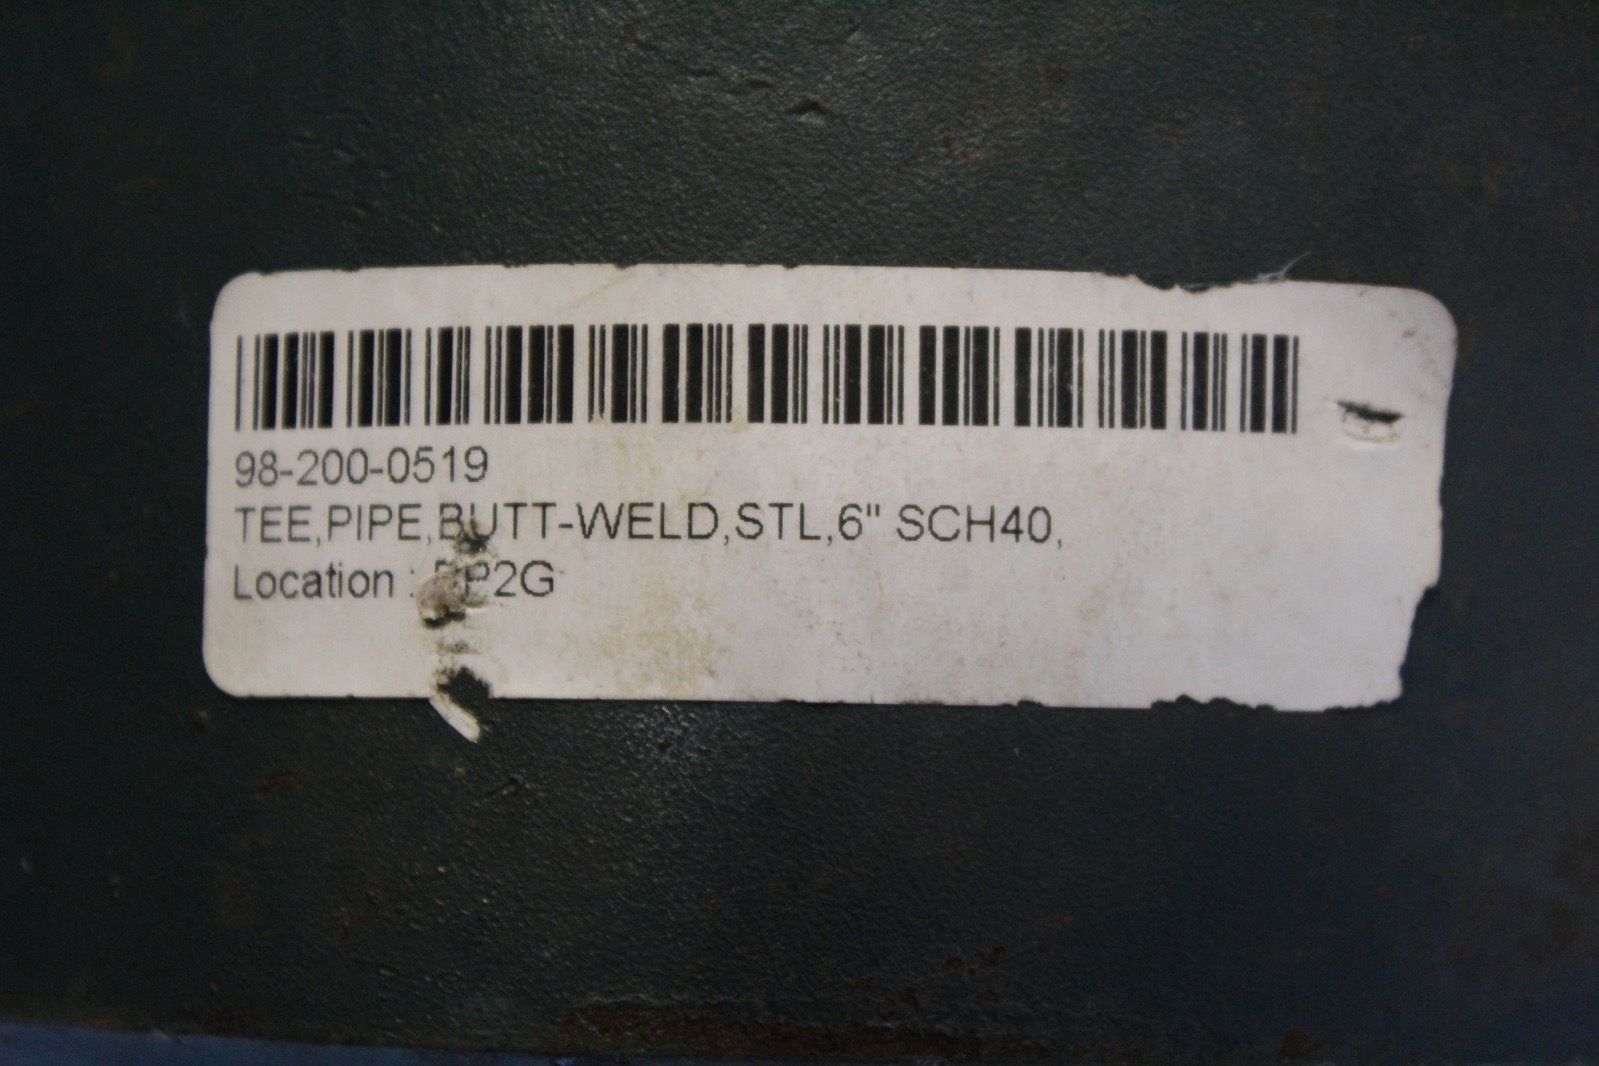 98-200-0519
TEE,PIPE,BUTT-WELD,STL,6" SCH40,
Location :